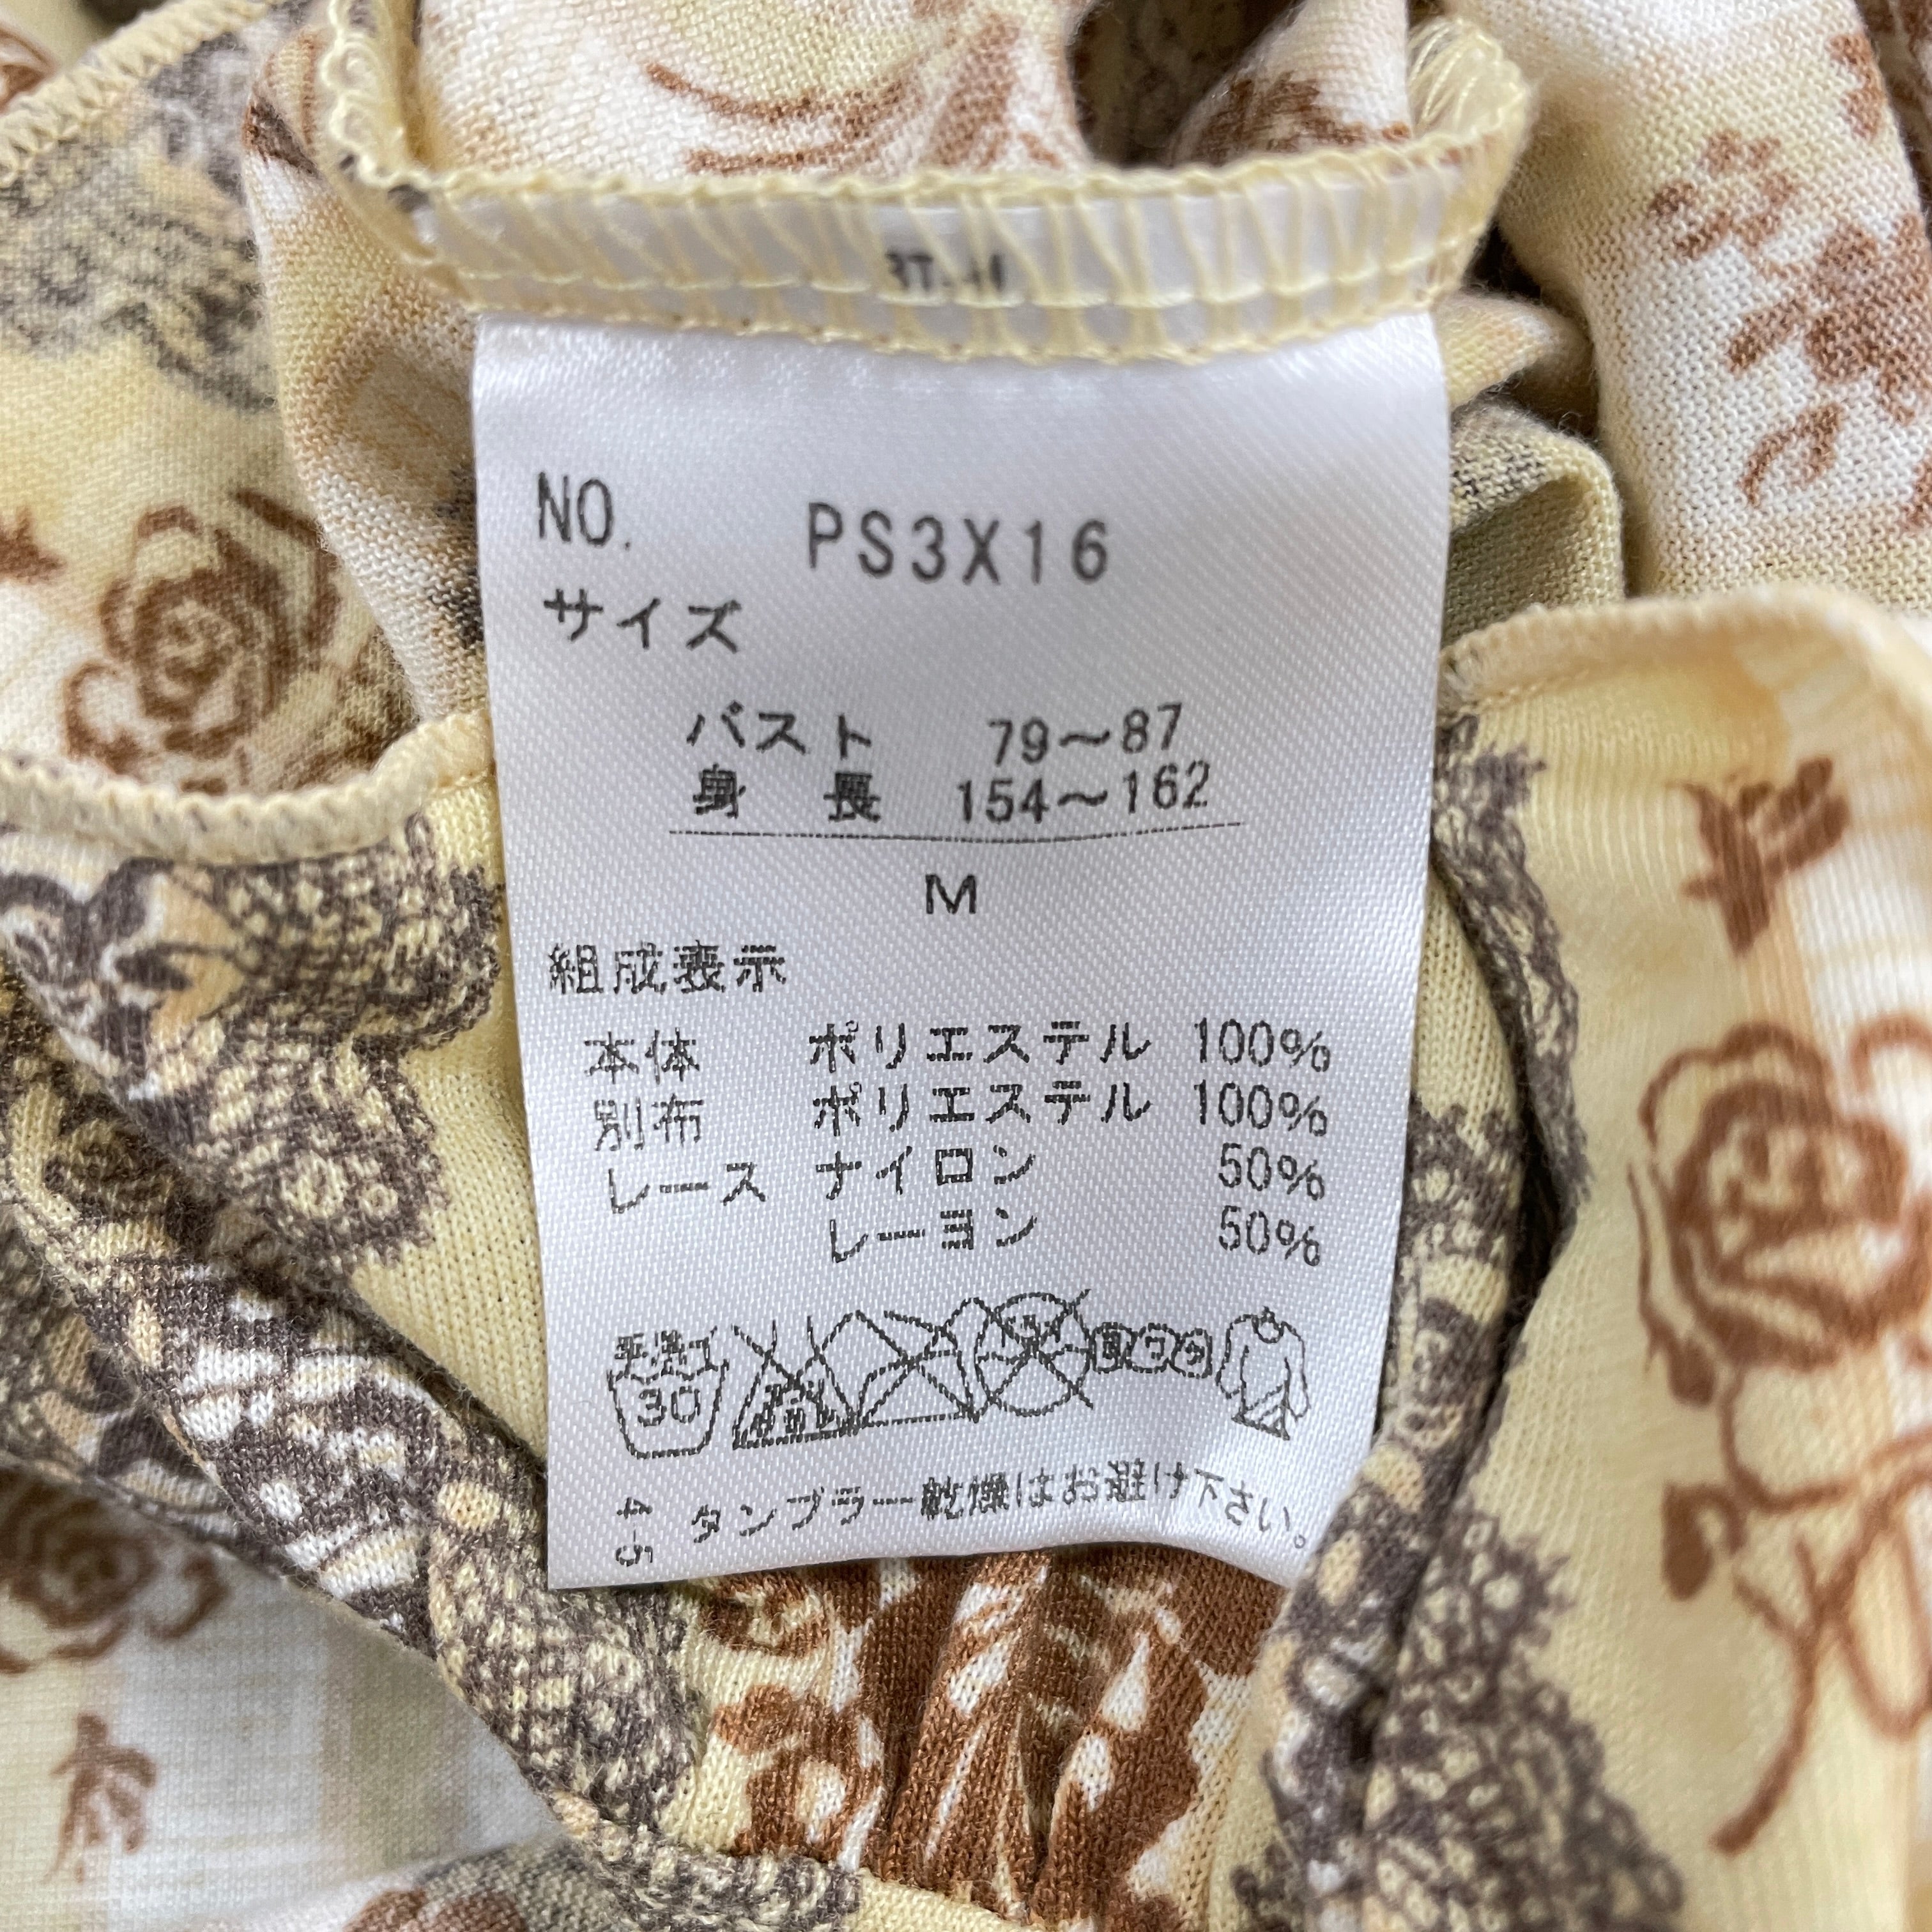 NO. PS3X16
サイズ
バスト 79～87
身 長 154～162
M
組成表示
本体 ポリエステル 100%
別布 ポリエステル 100%
レース ナイロン 50%
レーヨン 50%
手洗イ
30
タンブラー乾燥はお避け下さい。
5-4